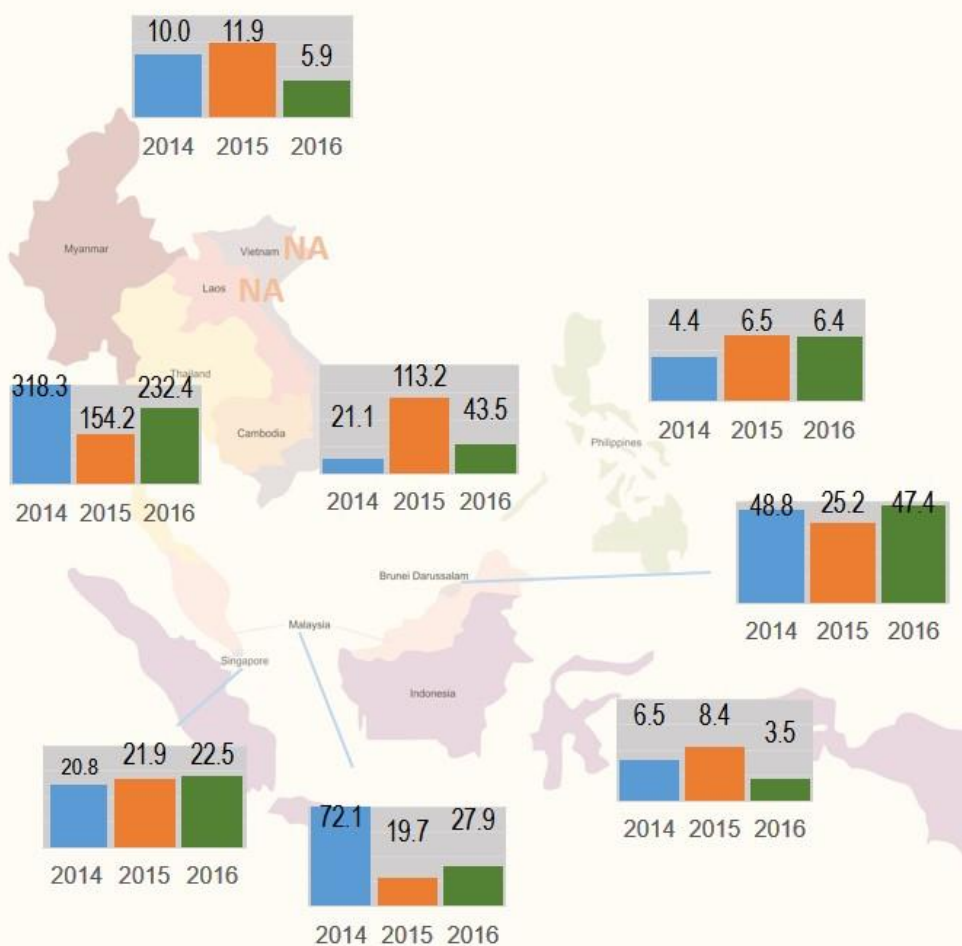 10.0 11.9 5.9
2014 2015 2016
Myanmar
Vietnam NA
Laos NA
Thailand
Cambodia
318.3 154.2 232.4
2014 2015 2016
21.1 113.2 43.5
2014 2015 2016
4.4 6.5 6.4
2014 2015 2016
Philippines
48.8 25.2 47.4
2014 2015 2016
Brunei Darussalam
Malaysia
Singapore
Indonesia
6.5 8.4 3.5
2014 2015 2016
20.8 21.9 22.5
2014 2015 2016
72.1 19.7 27.9
2014 2015 2016